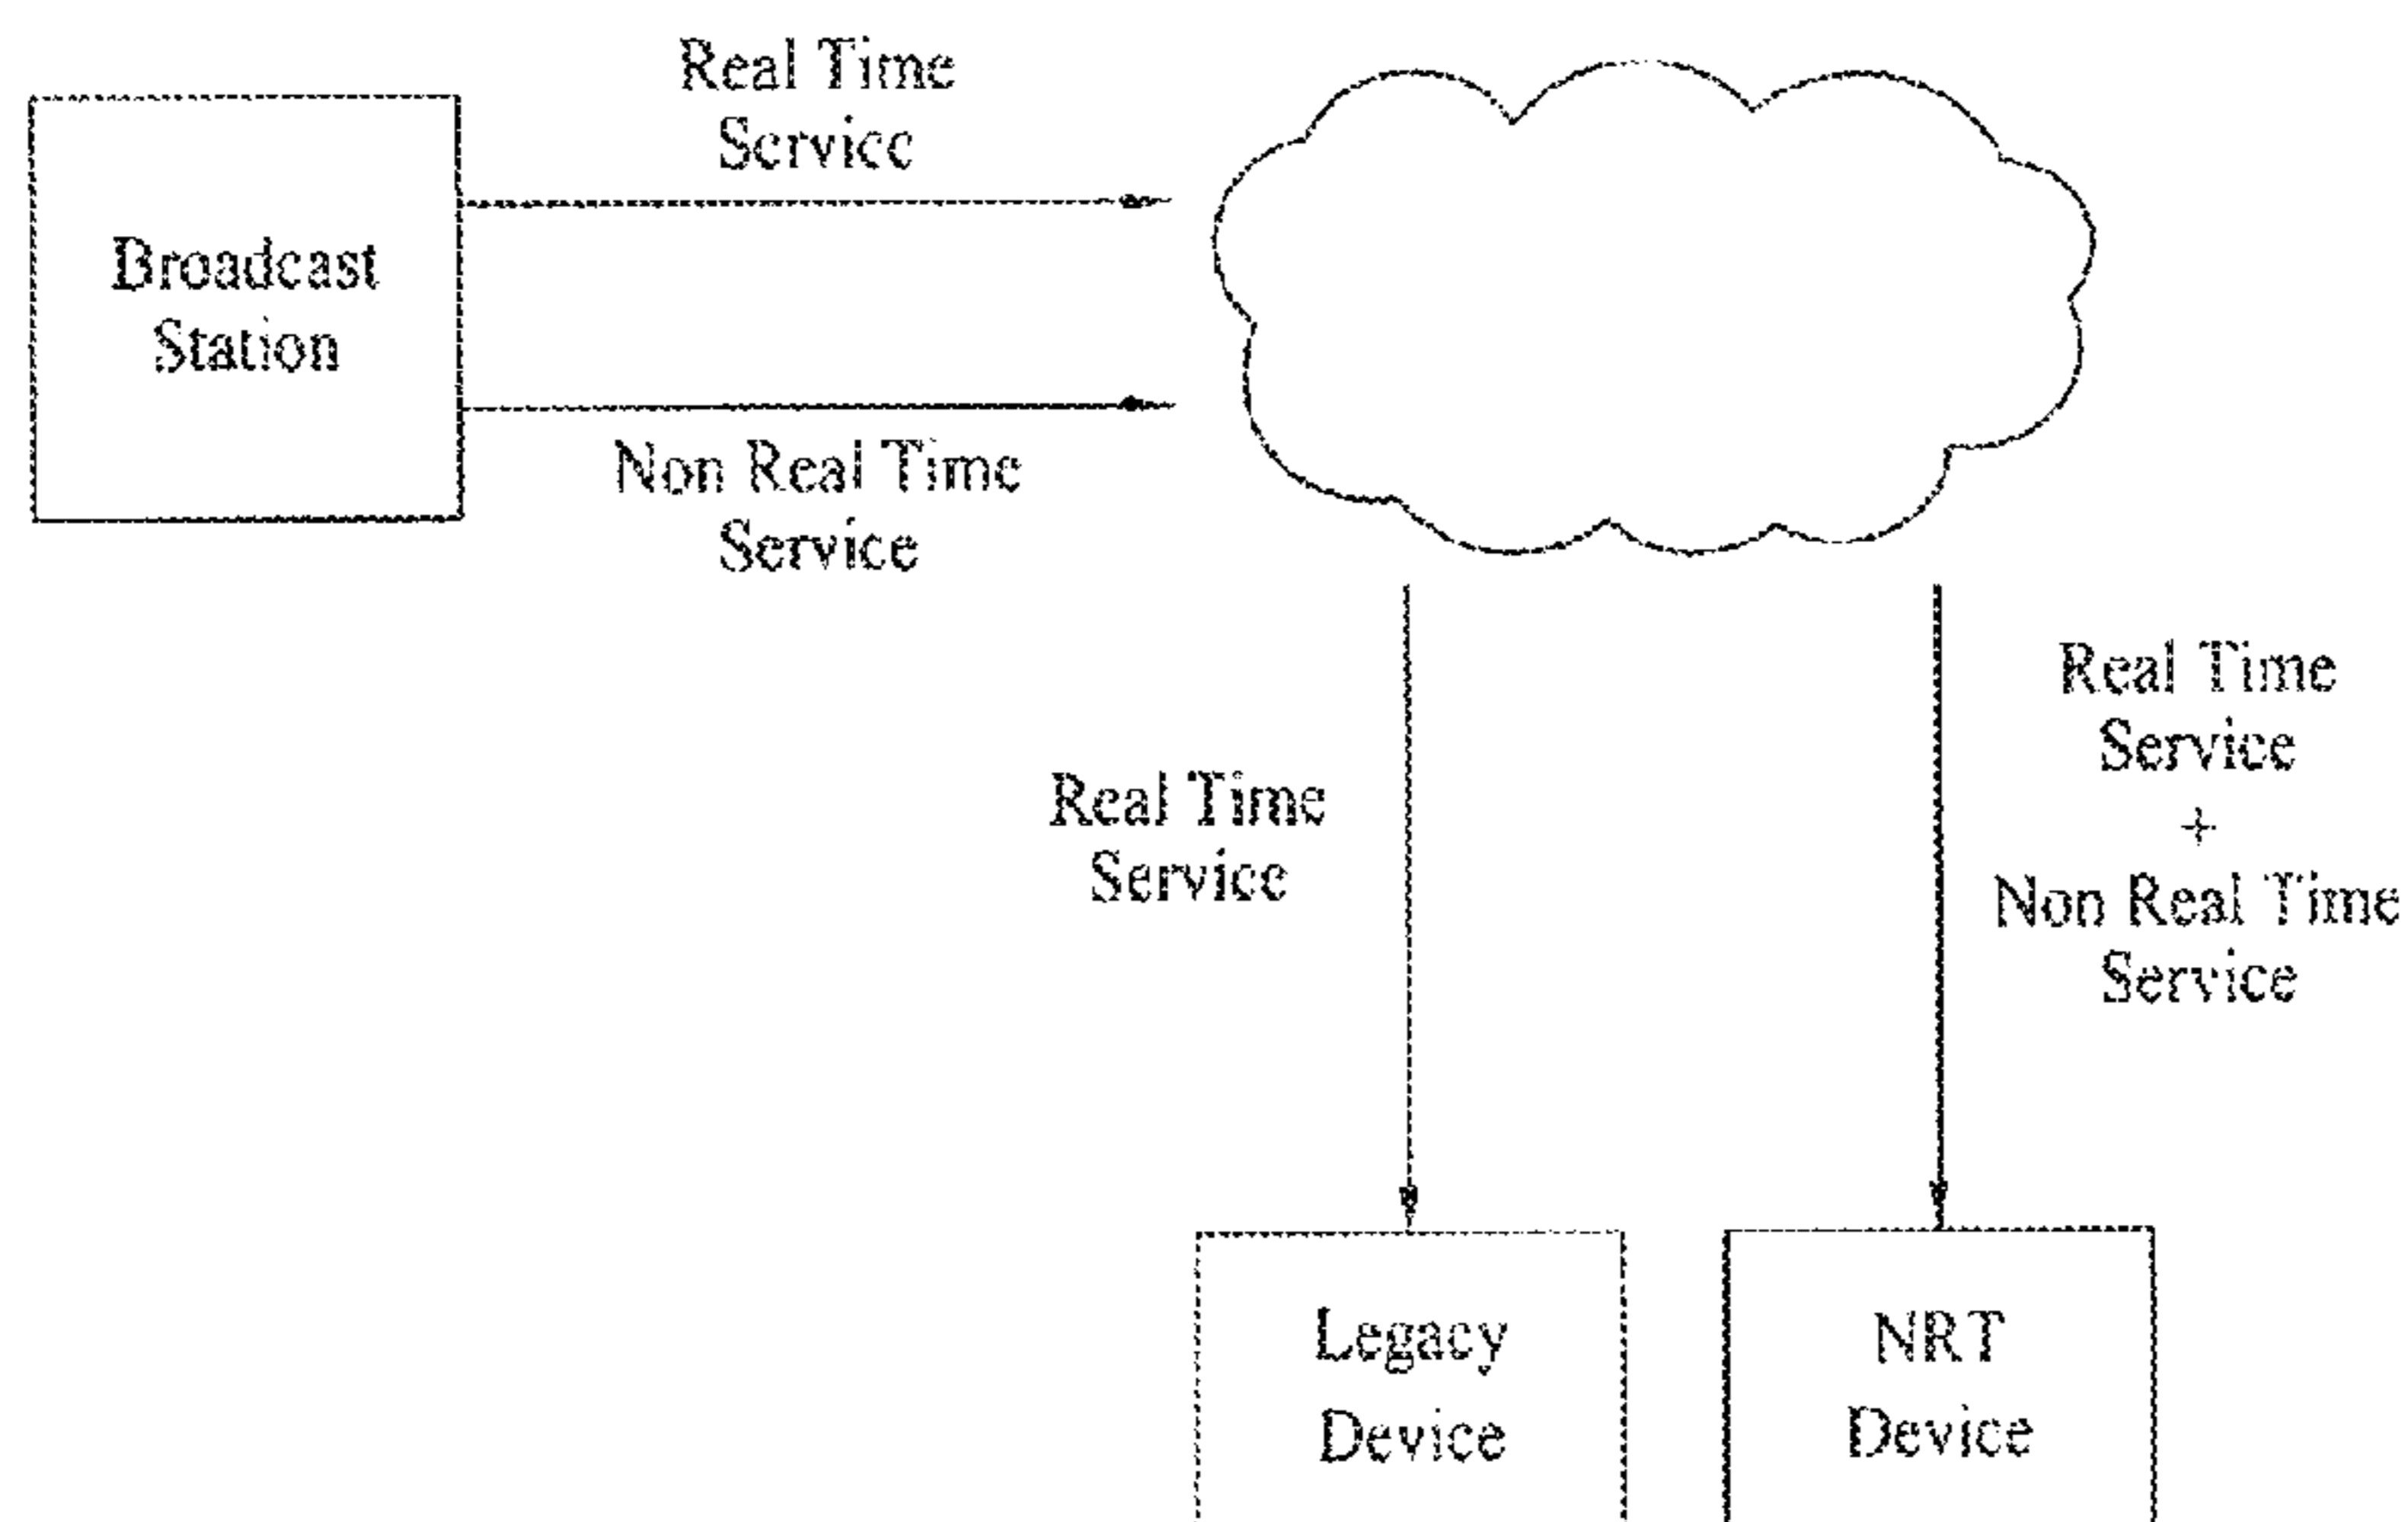 Real Time
Service
Broadcast
Station
Non Real Time
Service
Real Time
Service
Real Time
Service
+
Non Real Time
Service
Legacy
Device
NRT
Device